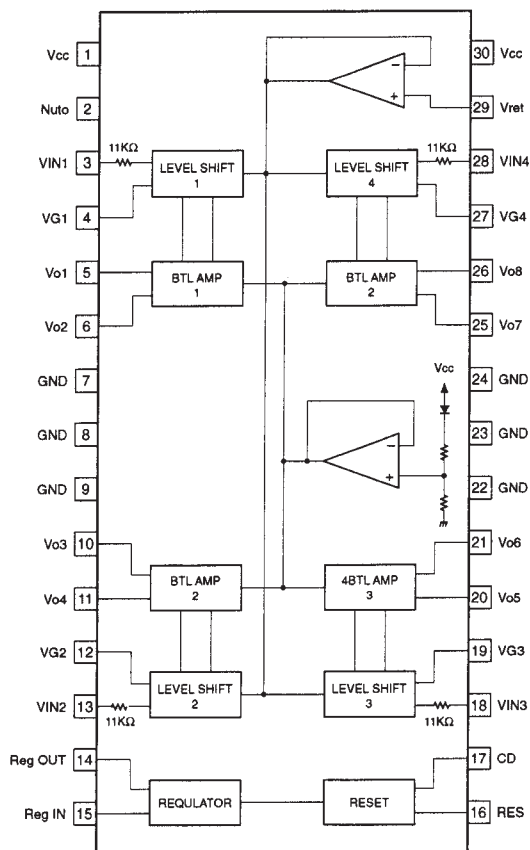 Vcc 1
30 Vcc
Nuto 2
29 Vret
11KΩ
11KΩ
VIN1 3
LEVEL SHIFT
1
LEVEL SHIFT
4
28 VIN4
VG1 4
27 VG4
Vo1 5
BTL AMP
1
BTL AMP
2
26 Vo8
Vo2 6
25 Vo7
GND 7
Vcc
24 GND
GND 8
23 GND
GND 9
22 GND
−
+
−
+
Vo3 10
21 Vo6
BTL AMP
2
4BTL AMP
3
Vo4 11
20 Vo5
VG2 12
19 VG3
LEVEL SHIFT
2
LEVEL SHIFT
3
VIN2 13
18 VIN3
11KΩ
11KΩ
Reg OUT 14
17 CD
REQULATOR
RESET
Reg IN 15
16 RES